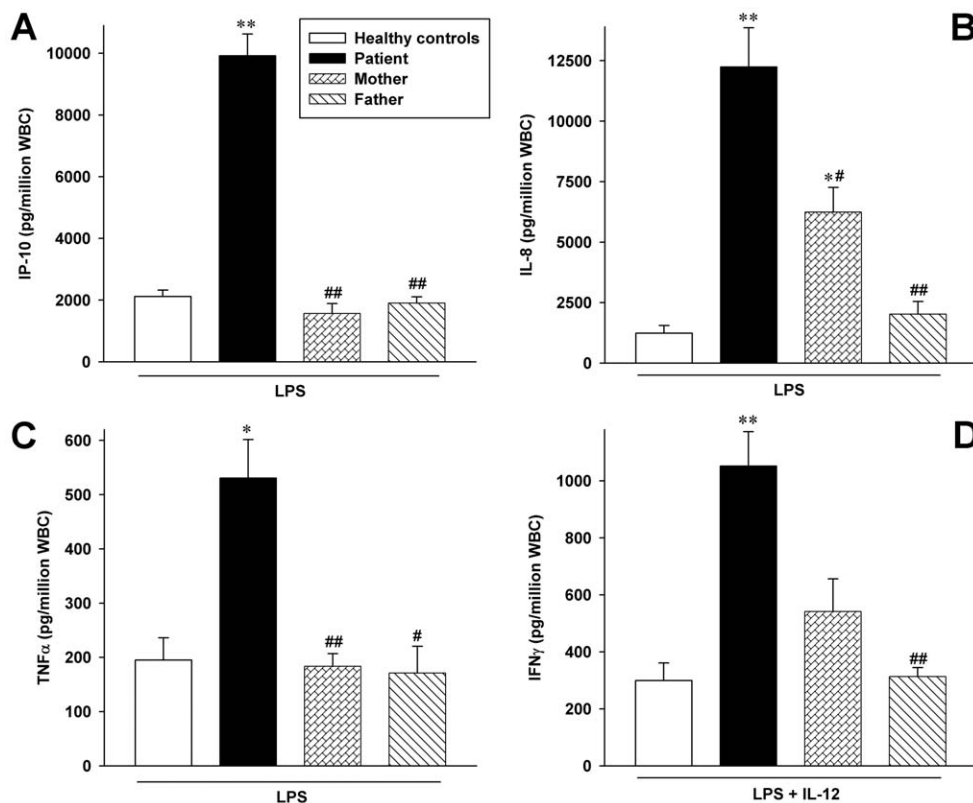 A
IP-10 (pg/million WBC)
10000
8000
6000
4000
2000
0
**
##
##
LPS
Healthy controls
Patient
Mother
Father
B
IL-8 (pg/million WBC)
12500
10000
7500
5000
2500
0
**
*#
##
LPS
C
TNFα (pg/million WBC)
600
500
400
300
200
100
0
*
##
#
LPS
D
IFNγ (pg/million WBC)
1000
800
600
400
200
0
**
##
LPS + IL-12